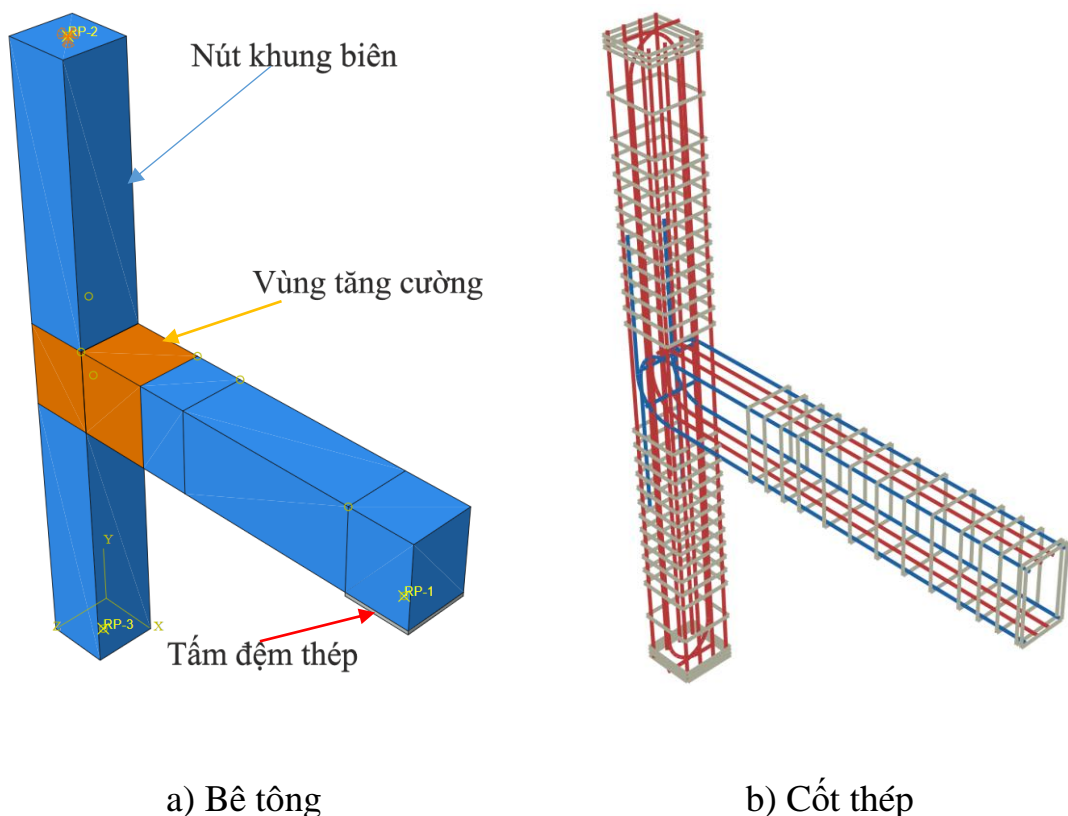 RP-2
Nút khung biên
Vùng tăng cường
Y
RP-1
Z
RP-3
X
Tấm đệm thép
a) Bê tông
b) Cốt thép